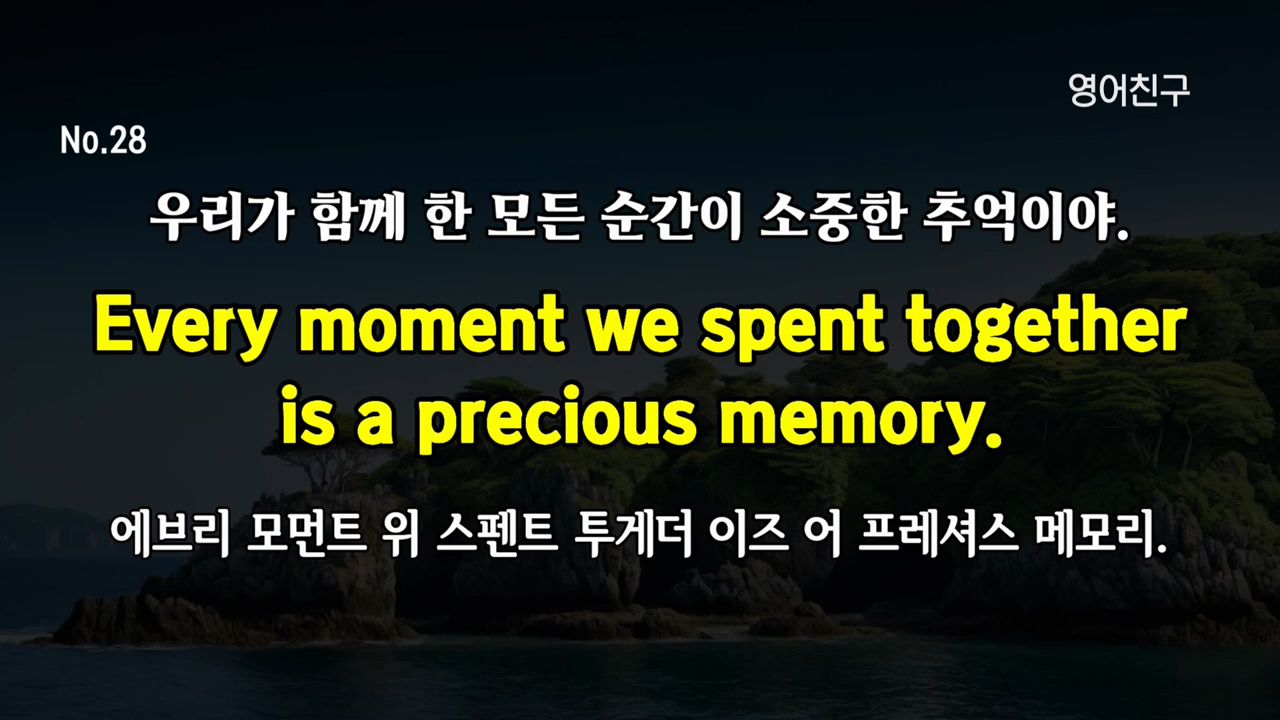 영어친구
No.28
우리가 함께 한 모든 순간이 소중한 추억이야.
Every moment we spent together
is a precious memory.
에브리 모먼트 위 스펜트 투게더 이즈 어 프레셔스 메모리.